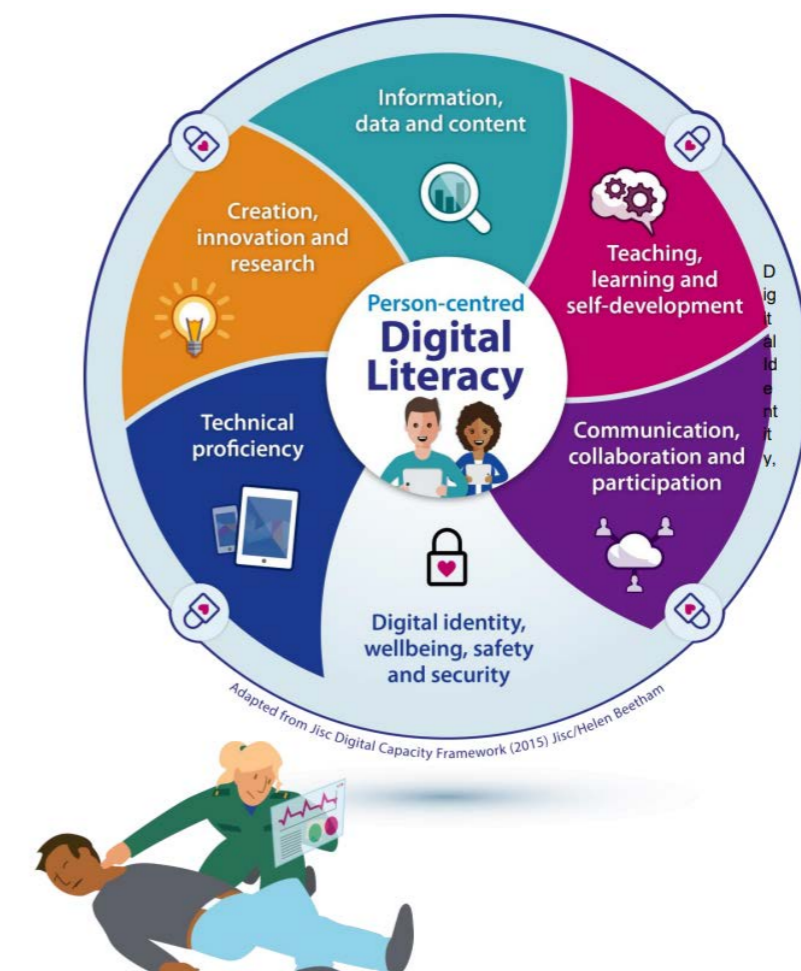 Information,
data and content
Creation,
innovation and
research
Teaching,
learning and
self-development
Person-centred
Digital
Literacy
Technical
proficiency
Communication,
collaboration and
participation
Digital identity,
wellbeing, safety
and security
Adapted from Jisc Digital Capacity Framework (2015) Jisc/Helen Beetham
D
ig
it
al
Id
e
nt
it
y,